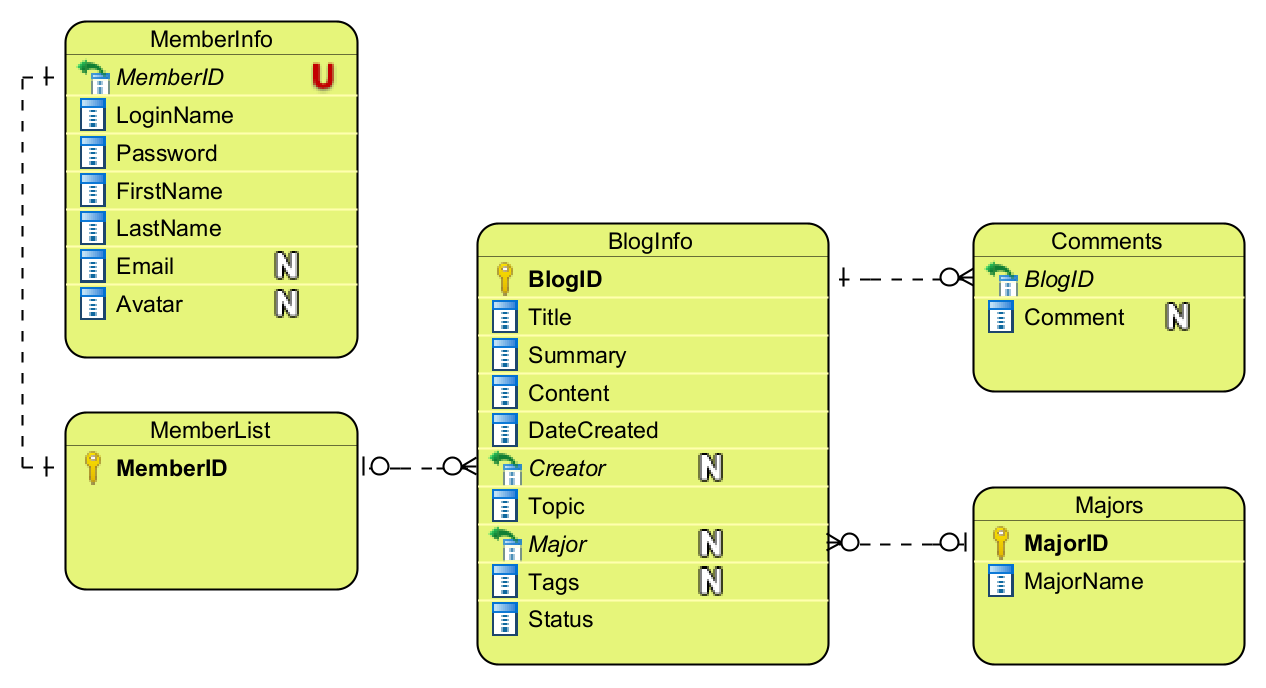 MemberInfo
MemberID U
LoginName
Password
FirstName
LastName
Email N
Avatar N
MemberList
MemberID
BlogInfo
BlogID
Title
Summary
Content
DateCreated
Creator N
Topic
Major N
Tags N
Status
Comments
BlogID
Comment N
Majors
MajorID
MajorName